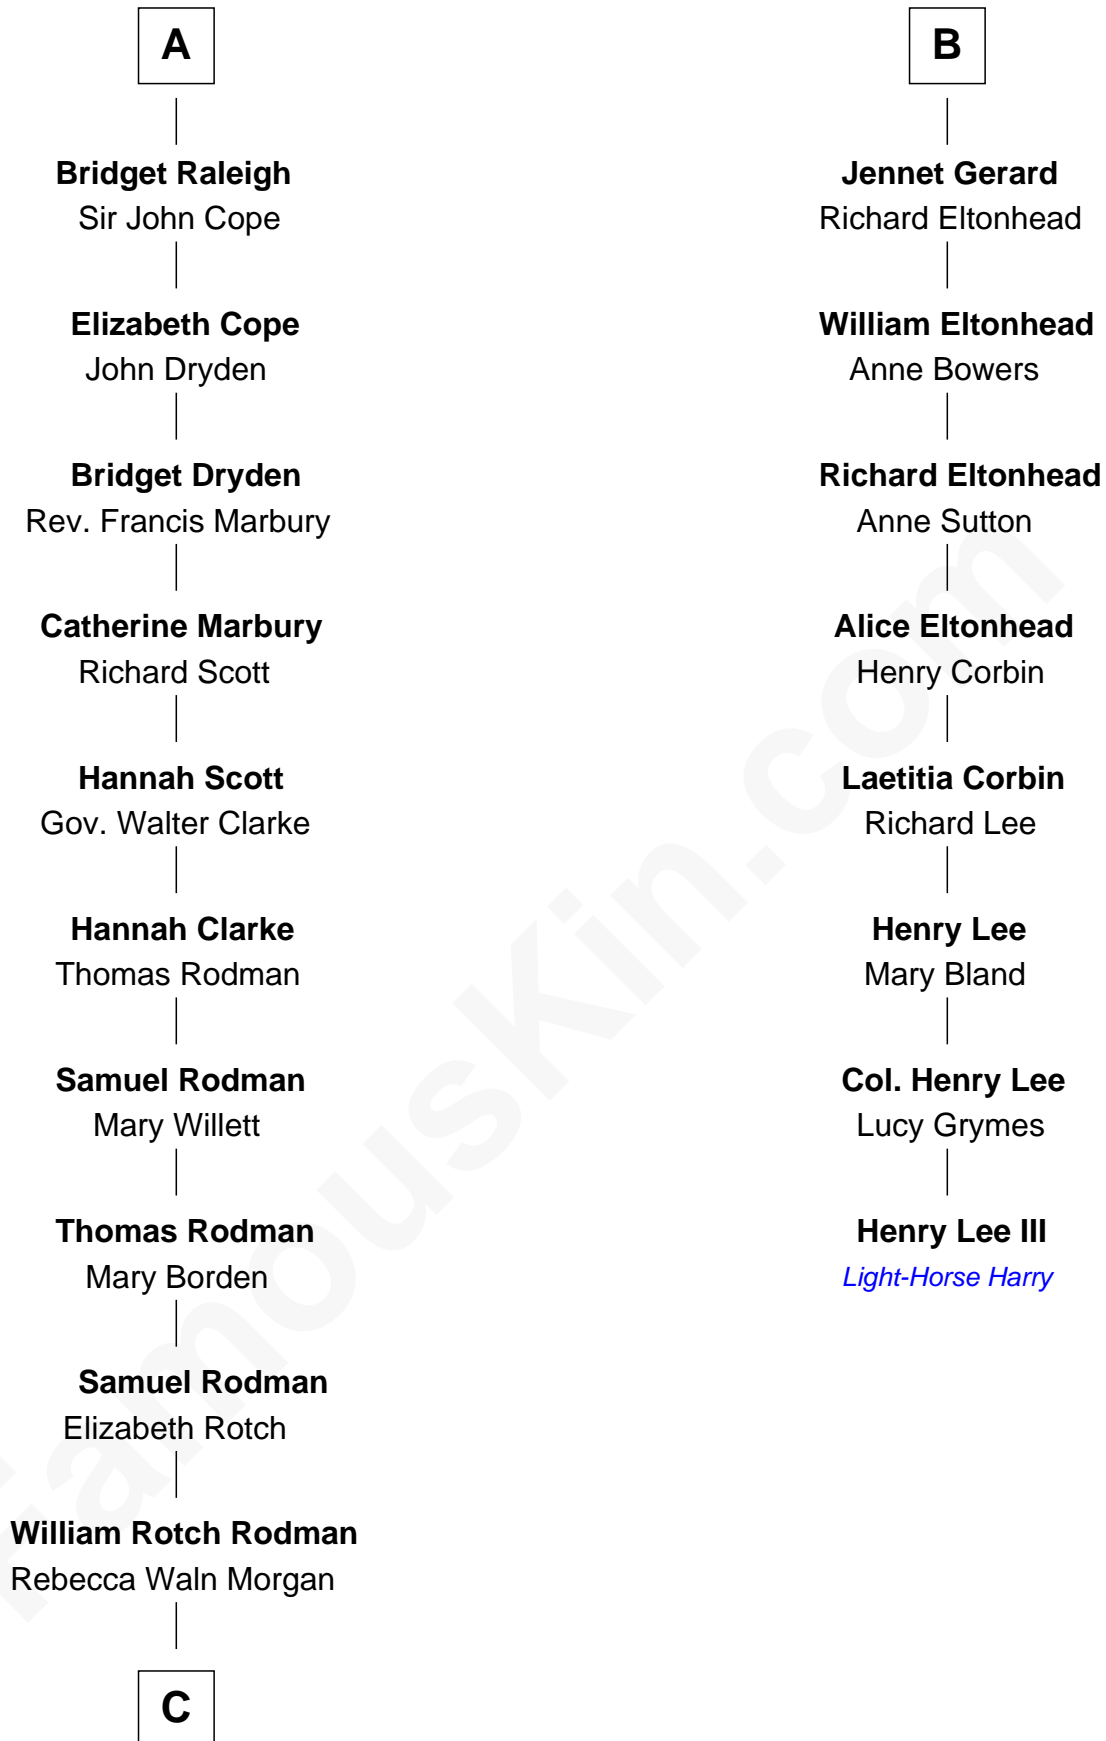 A
Bridget Raleigh
Sir John Cope
Elizabeth Cope
John Dryden
Bridget Dryden
Rev. Francis Marbury
Catherine Marbury
Richard Scott
Hannah Scott
Gov. Walter Clarke
Hannah Clarke
Thomas Rodman
Samuel Rodman
Mary Willett
Thomas Rodman
Mary Borden
Samuel Rodman
Elizabeth Rotch
William Rotch Rodman
Rebecca Waln Morgan
C
B
Jennet Gerard
Richard Eltonhead
William Eltonhead
Anne Bowers
Richard Eltonhead
Anne Sutton
Alice Eltonhead
Henry Corbin
Laetitia Corbin
Richard Lee
Henry Lee
Mary Bland
Col. Henry Lee
Lucy Grymes
Henry Lee III
Light-Horse Harry
FamousKin.com